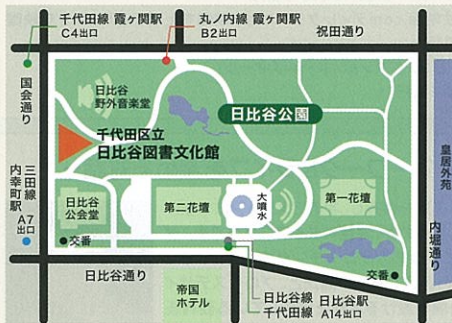 千代田線 霞ヶ関駅
C4出口
丸ノ内線 霞ヶ関駅
B2出口
祝田通り
国会通り
日比谷
野外音楽堂
日比谷公園
千代田区立
日比谷図書文化館
皇居外苑
三田線
内幸町駅
A7
出口
日比谷
公会堂
第二花壇
大噴水
第一花壇
内堀通り
交番
交番
日比谷通り
帝国
ホテル
日比谷線
千代田線
日比谷駅
A14出口